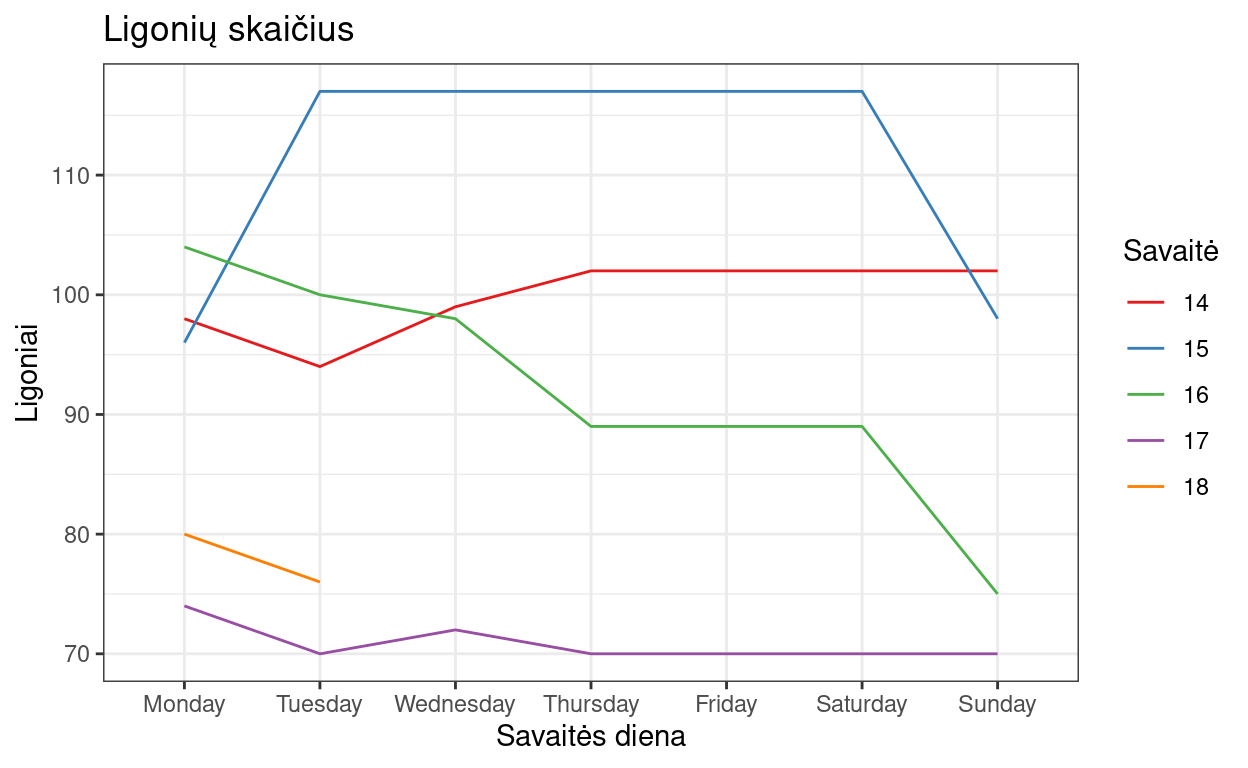 Ligonių skaičius
Ligoniai
110
100
90
80
70
Monday Tuesday Wednesday Thursday Friday Saturday Sunday
Savaitės diena
Savaitė
14
15
16
17
18